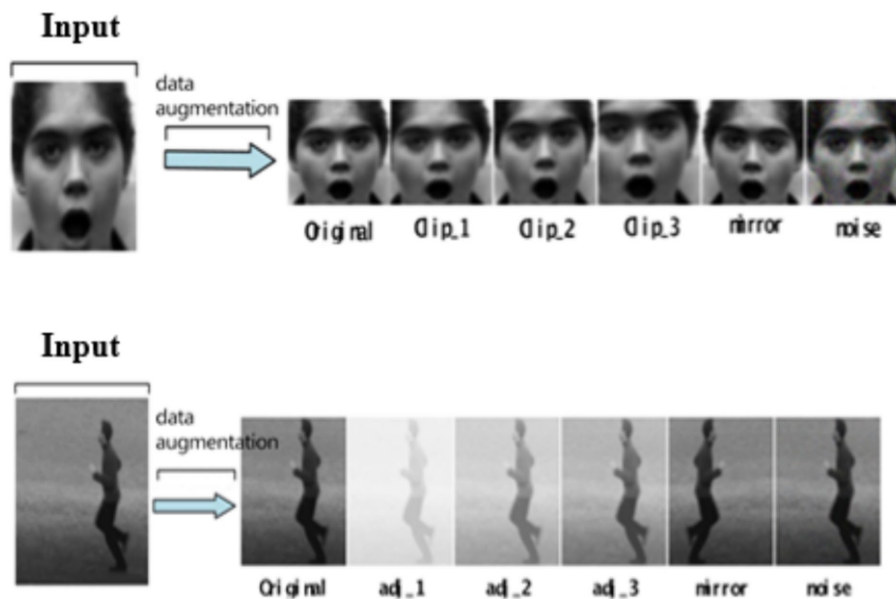 Input
data
augmentation
Original Clip_1 Clip_2 Clip_3 mirror noise
Input
data
augmentation
Original adj_1 adj_2 adj_3 mirror noise